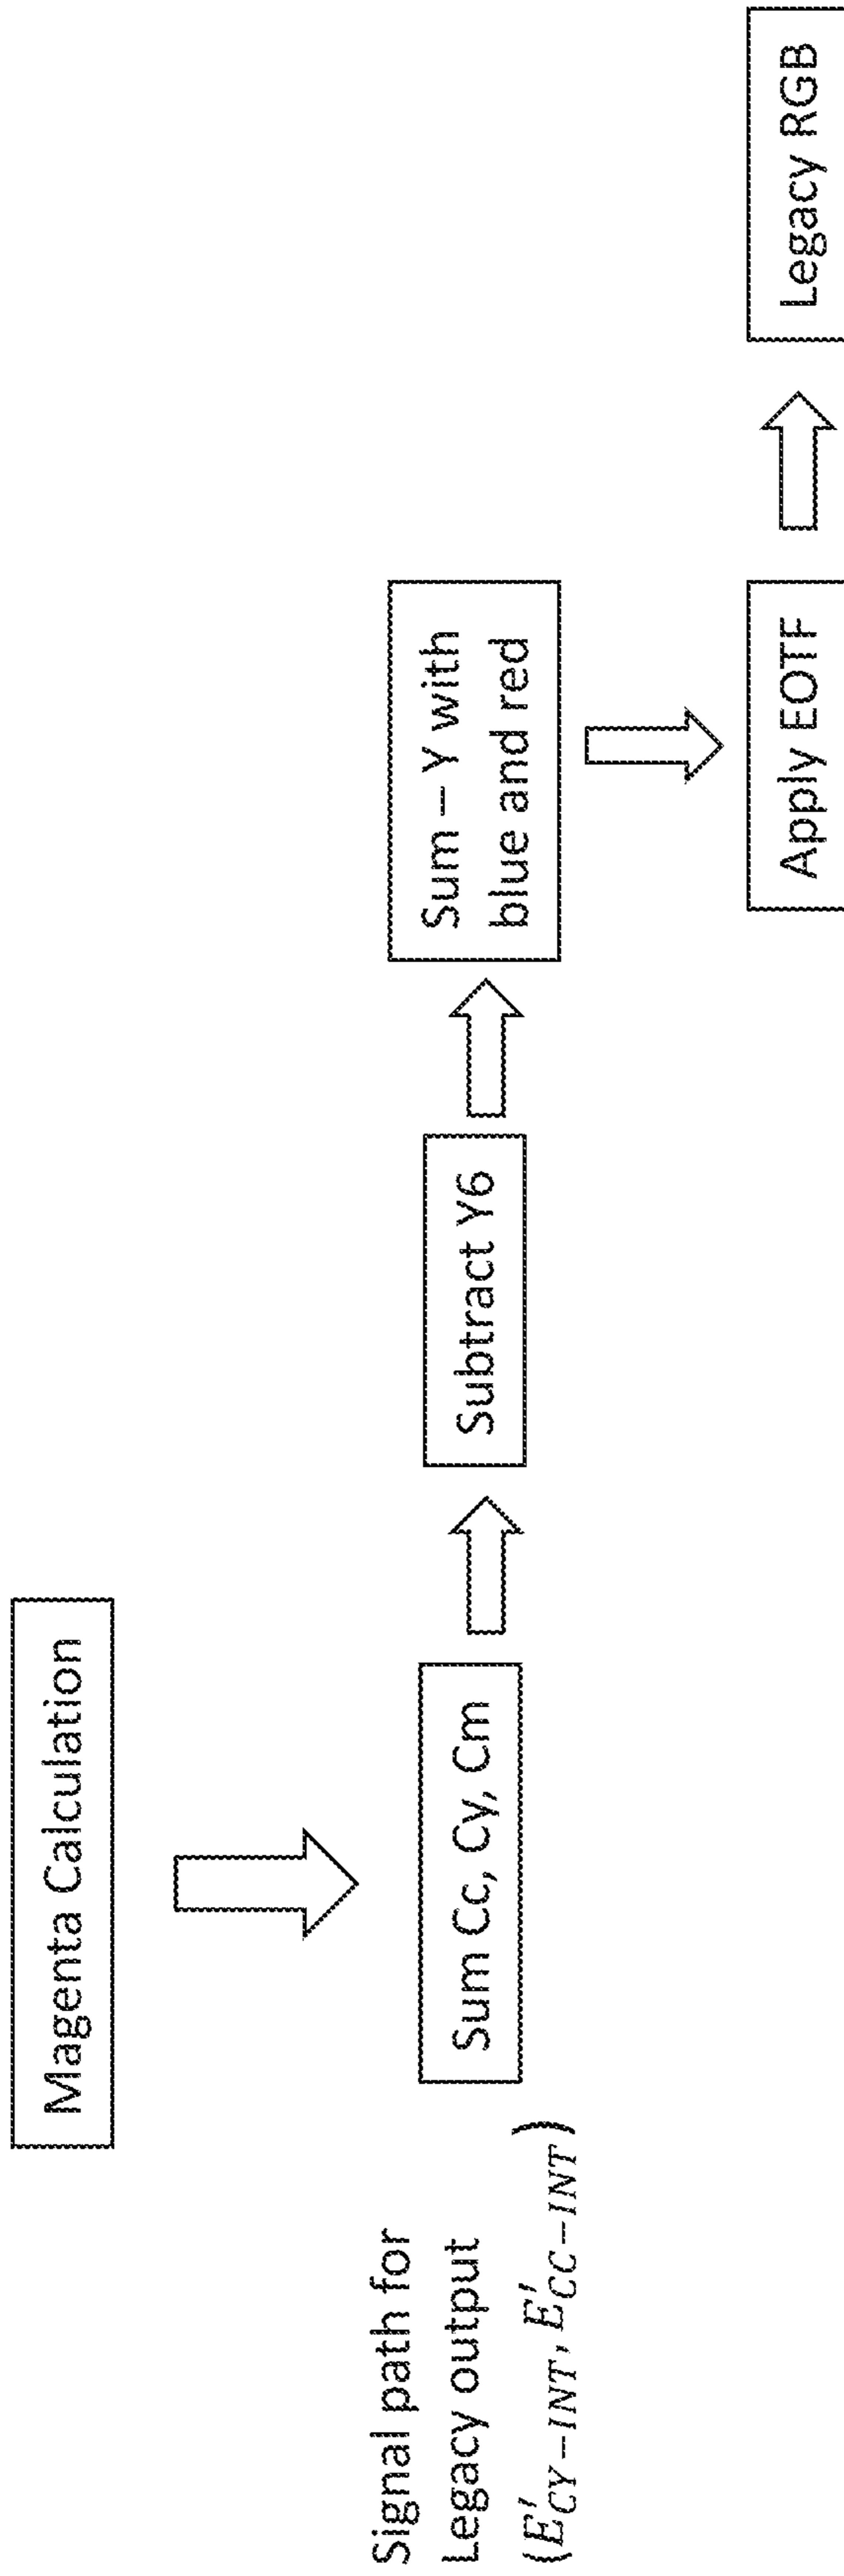 Magenta Calculation
Signal path for
Legacy output
(E′CY−INT, E′CC−INT)
Sum Cc, Cy, Cm
Subtract Y6
Sum – Y with
blue and red
Apply EOTF
Legacy RGB